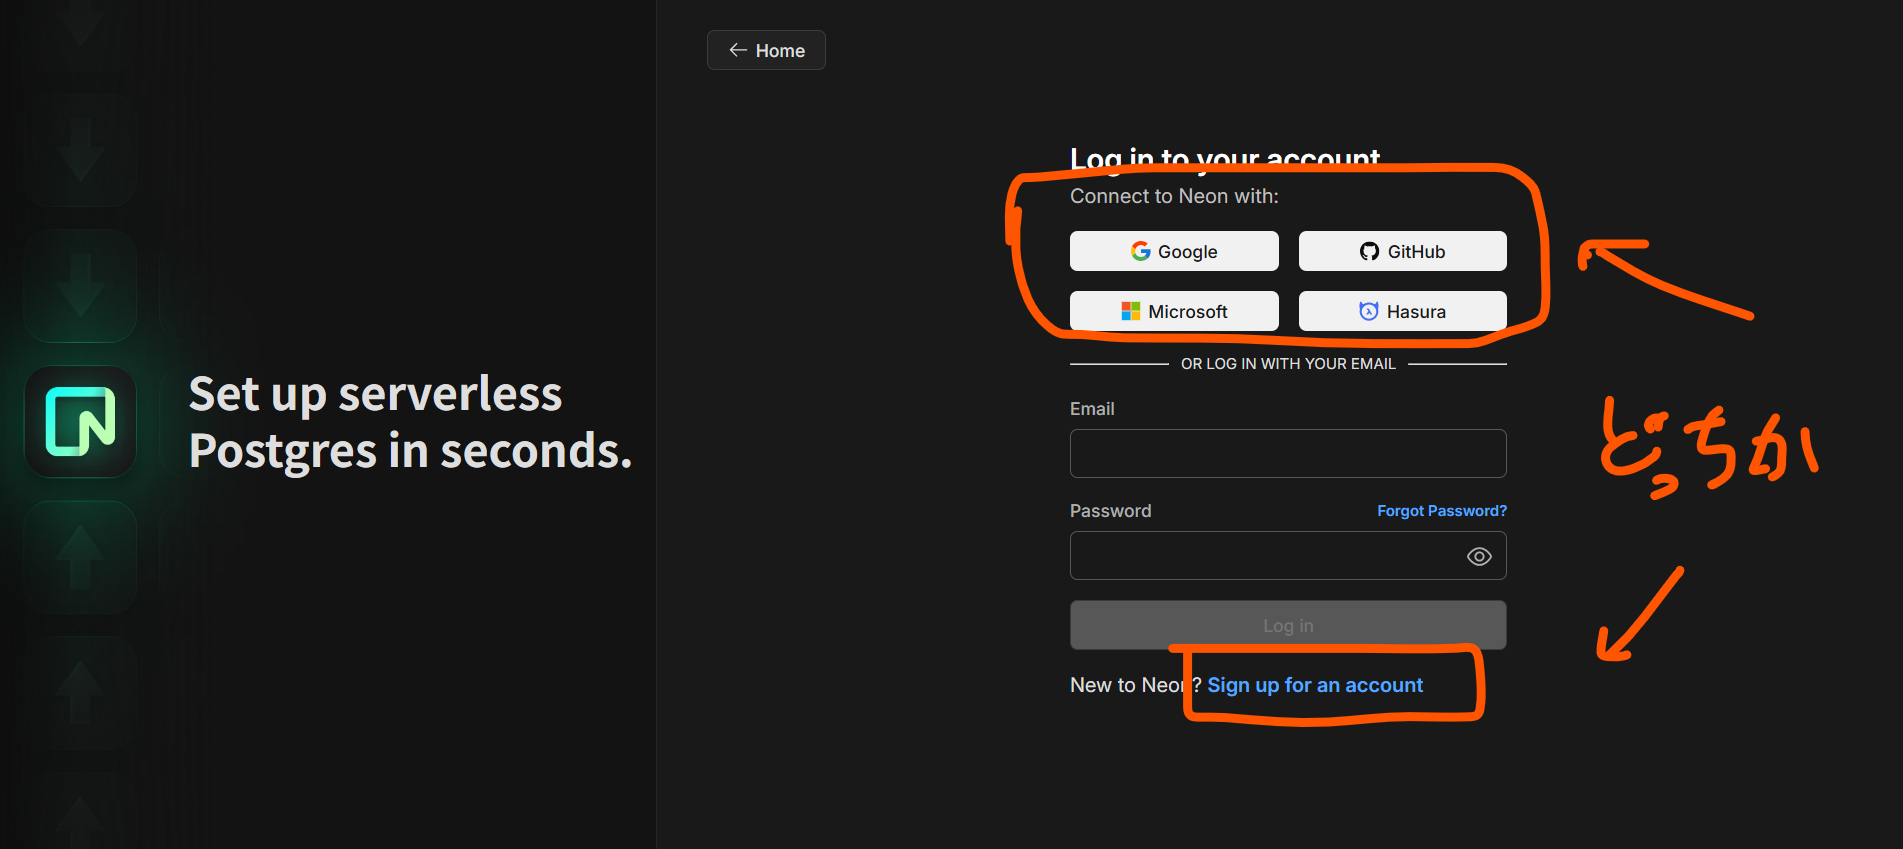 ← Home
Log in to your account
Connect to Neon with:
Google
GitHub
Microsoft
Hasura
OR LOG IN WITH YOUR EMAIL
Email
Password
Forgot Password?
Log in
New to Neon? Sign up for an account
Set up serverless
Postgres in seconds.
どっちか